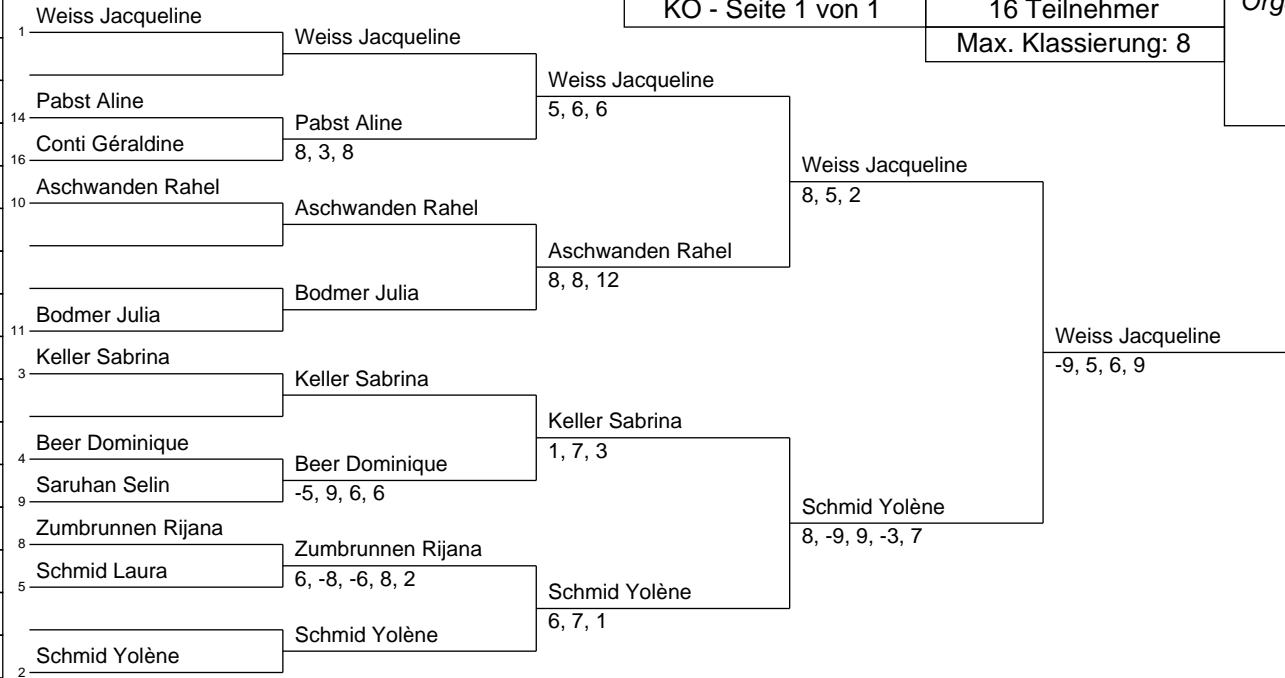 KO - Seite 1 von 1
16 Teilnehmer
Max. Klassierung: 8
Weiss Jacqueline
1
Weiss Jacqueline
Weiss Jacqueline
5, 6, 6
Pabst Aline
14
Pabst Aline
8, 3, 8
Conti Géraldine
16
Weiss Jacqueline
8, 5, 2
Aschwanden Rahel
10
Aschwanden Rahel
Aschwanden Rahel
8, 8, 12
Bodmer Julia
Bodmer Julia
11
Weiss Jacqueline
-9, 5, 6, 9
Keller Sabrina
3
Keller Sabrina
Keller Sabrina
1, 7, 3
Beer Dominique
4
Beer Dominique
-5, 9, 6, 6
Saruhan Selin
9
Schmid Yolène
8, -9, 9, -3, 7
Zumbrunnen Rijana
8
Zumbrunnen Rijana
6, -8, -6, 8, 2
Schmid Laura
5
Schmid Yolène
6, 7, 1
Schmid Yolène
Schmid Yolène
2